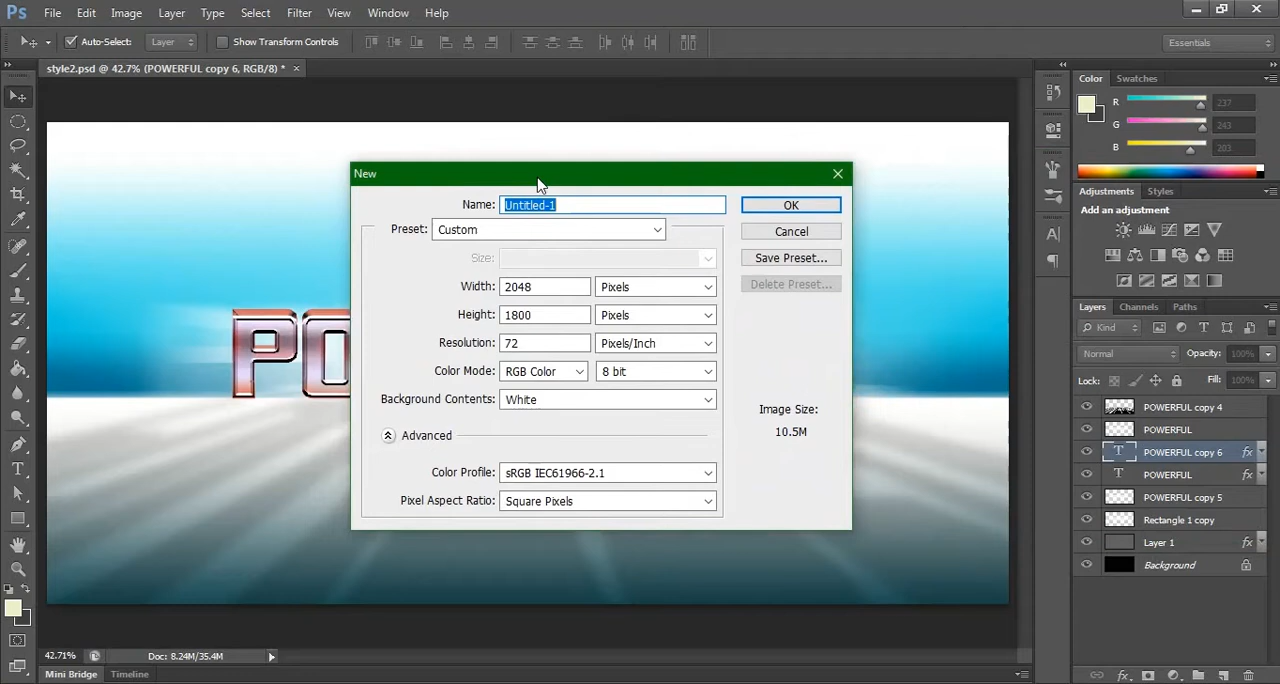 Ps File Edit Image Layer Type Select Filter View Window Help
Auto-Select: Layer Show Transform Controls Essentials
style2.psd @ 42.7% (POWERFUL copy 6, RGB/8) * ×
Color Swatches
R 237
G 243
B 203
New
Name: Untitled-1 OK
Preset: Custom Cancel
Size: Save Preset...
Width: 2048 Pixels Delete Preset...
Height: 1800 Pixels
Resolution: 72 Pixels/Inch
Color Mode: RGB Color 8 bit
Background Contents: White
Image Size:
10.5M
Advanced
Color Profile: sRGB IEC61966-2.1
Pixel Aspect Ratio: Square Pixels
PO
Adjustments Styles
Add an adjustment
Layers Channels Paths
Kind T
Normal Opacity: 100%
Lock: Fill: 100%
POWERFUL copy 4
POWERFUL
T POWERFUL copy 6 fx
T POWERFUL fx
POWERFUL copy 5
Rectangle 1 copy
Layer 1 fx
Background
fx
42.71% Doc: 8.24M/35.4M
Mini Bridge Timeline